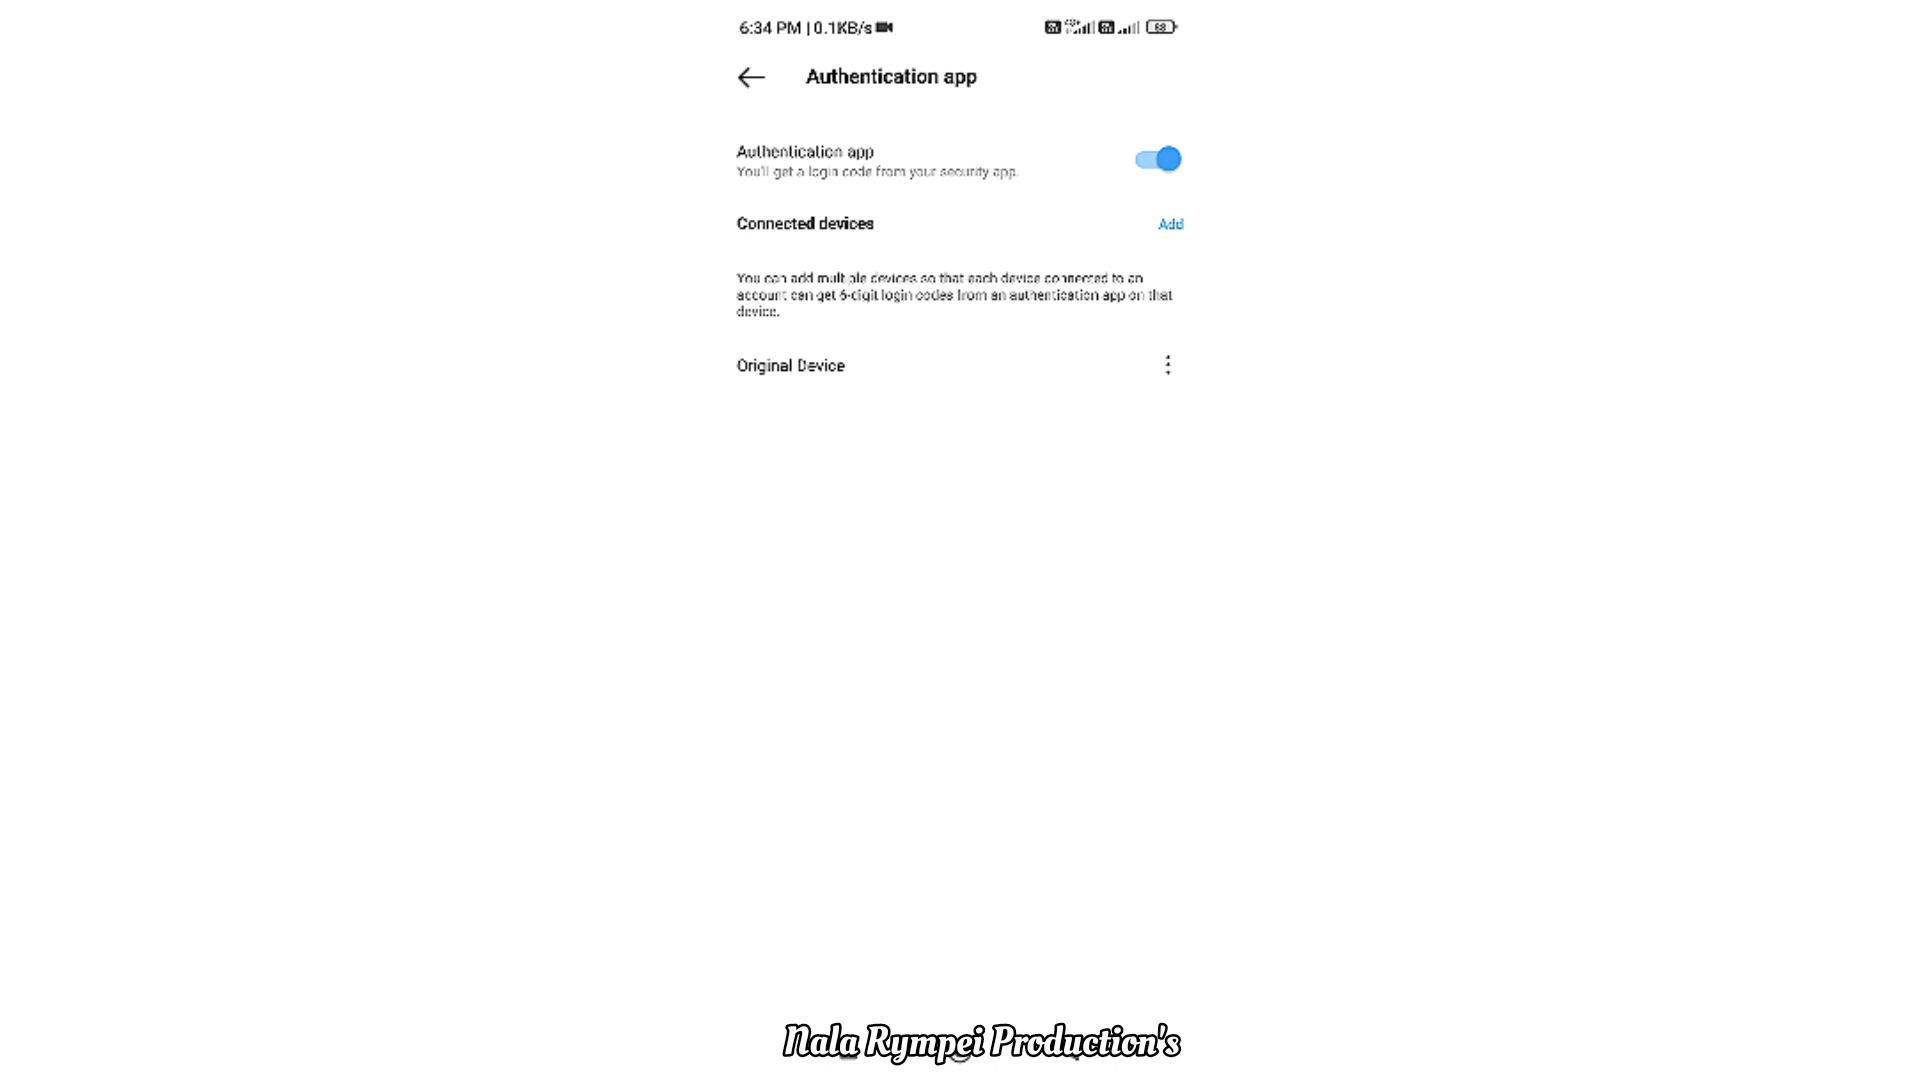 6:34 PM | 0.1KB/s
Authentication app
Authentication app
You'll get a login code from your security app.
Connected devices
Add
You can add multiple devices so that each device connected to an
account can get 6-digit login codes from an authentication app on that
device.
Original Device
Nala Rympei Production's